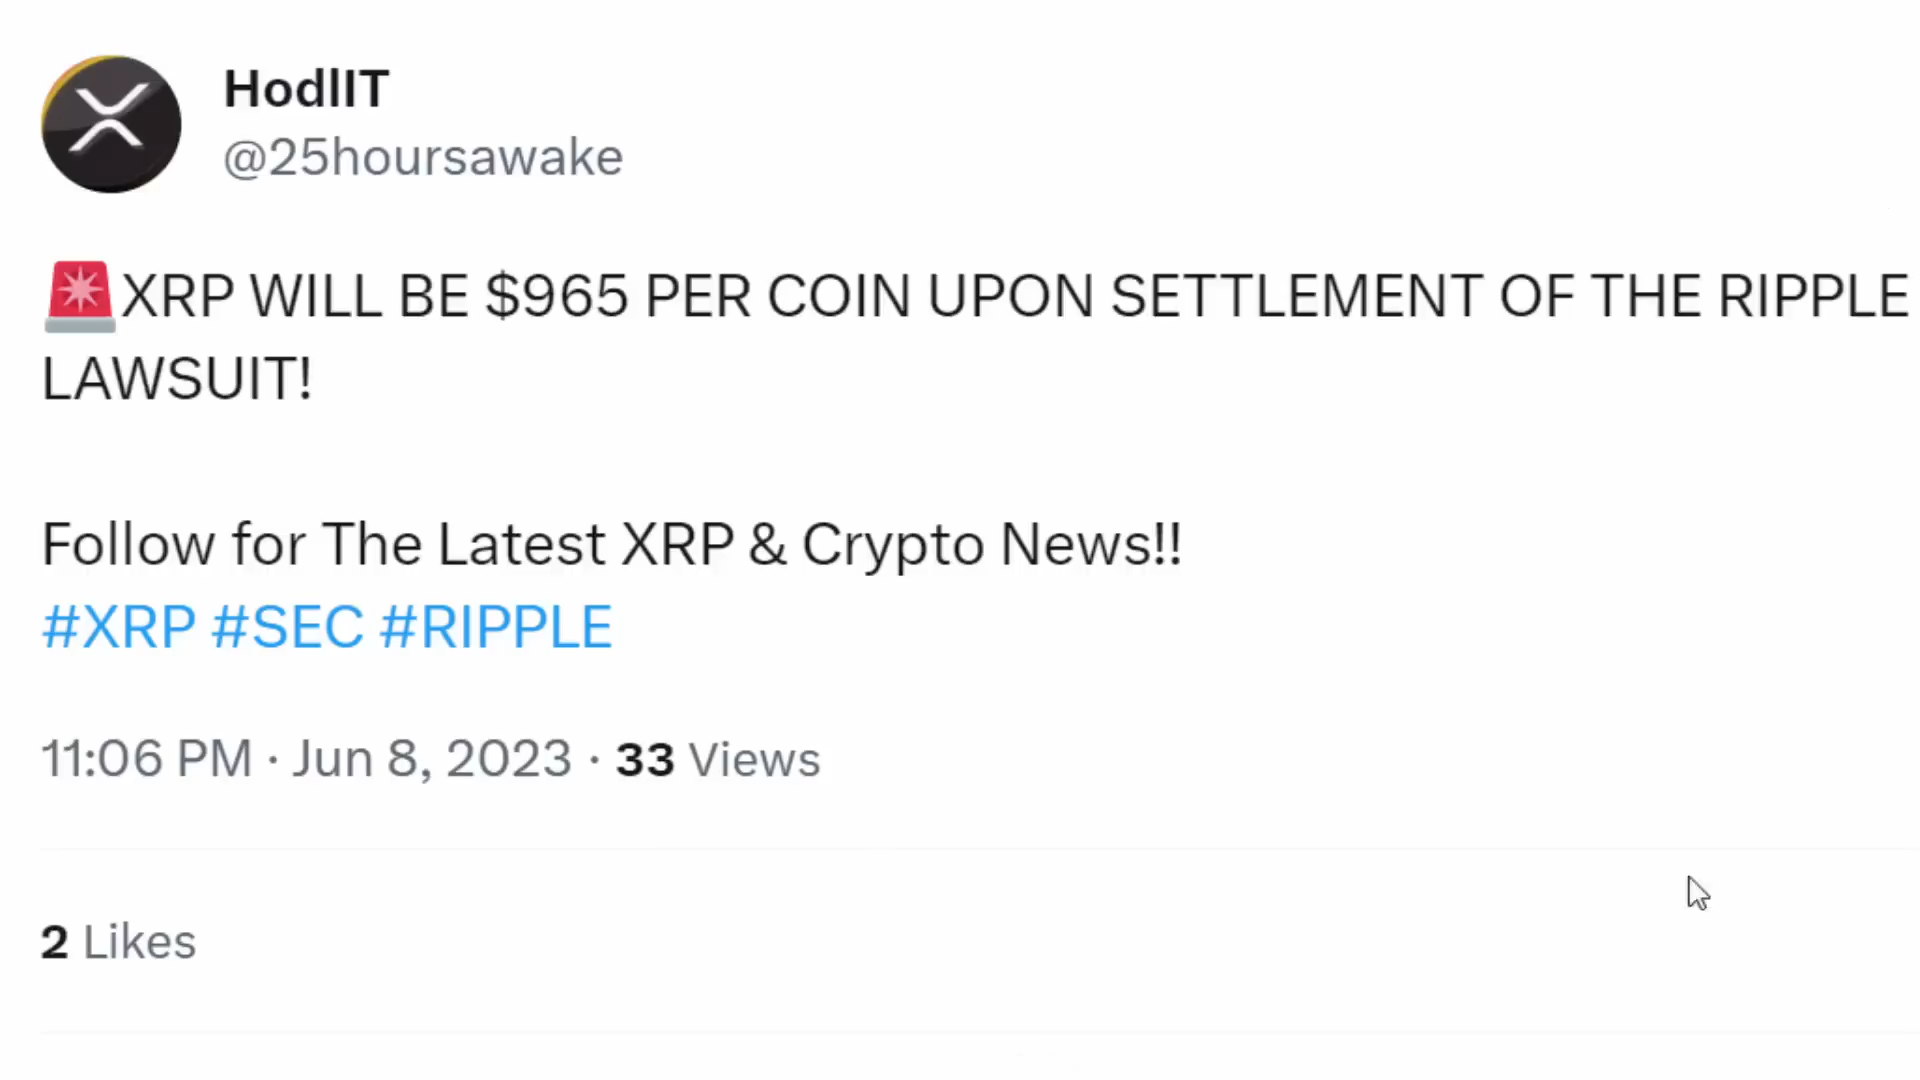 HodlIT
@25hoursawake
🚨XRP WILL BE $965 PER COIN UPON SETTLEMENT OF THE RIPPLE
LAWSUIT!
Follow for The Latest XRP & Crypto News!!
#XRP #SEC #RIPPLE
11:06 PM · Jun 8, 2023 · 33 Views
2 Likes